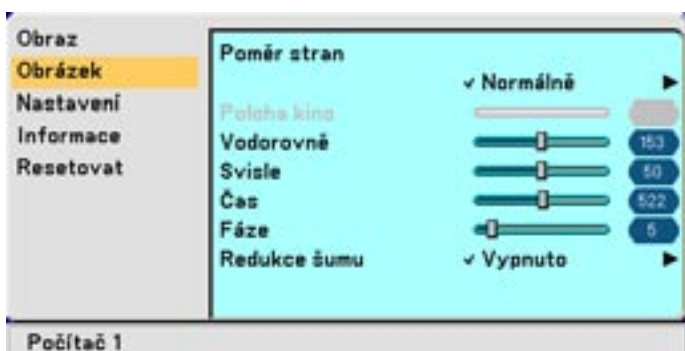 Obraz
Obrázek
Nastavení
Informace
Resetovat
Poměr stran
✓ Normálně
Poloha kina
Vodorovně 153
Svisle 50
Čas 522
Fáze 5
Redukce šumu ✓ Vypnuto
Počítač 1